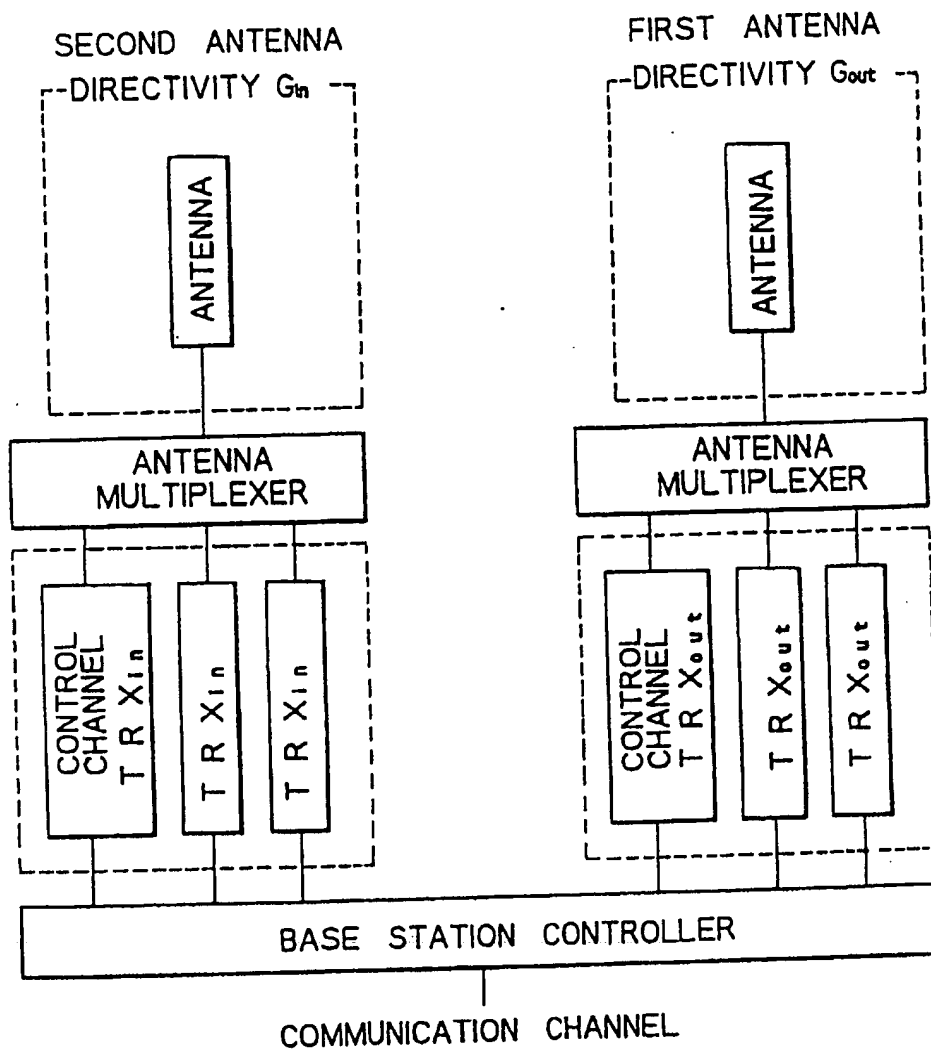 SECOND ANTENNA
DIRECTIVITY Gin
ANTENNA
ANTENNA
MULTIPLEXER
CONTROL
CHANNEL
TRXin
TRXin
TRXin
FIRST ANTENNA
DIRECTIVITY Gout
ANTENNA
ANTENNA
MULTIPLEXER
CONTROL
CHANNEL
TRXout
TRXout
TRXout
BASE STATION CONTROLLER
COMMUNICATION CHANNEL